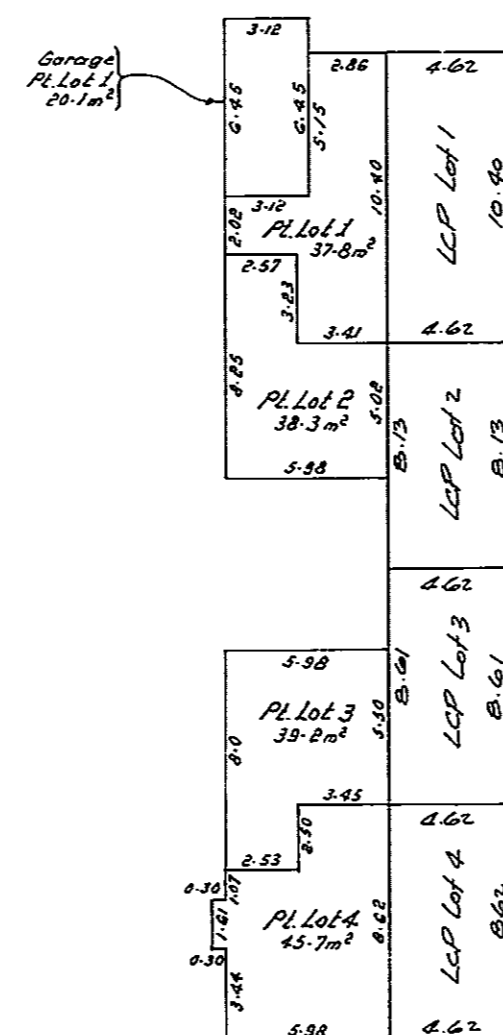 Garage
Pt. Lot 1
20.1m²
3.12
6.45
6.45
5.15
2.86
10.40
4.62
LCP Lot 1
10.40
3.12
2.02
Pt. Lot 1
37.8m²
2.57
3.23
3.41
4.62
8.25
Pt. Lot 2
38.3m²
5.02
8.13
LCP Lot 2
8.13
5.98
4.62
5.98
8.61
LCP Lot 3
8.61
8.0
Pt. Lot 3
39.2m²
5.50
3.45
2.50
4.62
2.53
0.30
1.07
1.61
Pt. Lot 4
45.7m²
8.62
LCP Lot 4
8.62
0.30
3.44
5.98
4.62